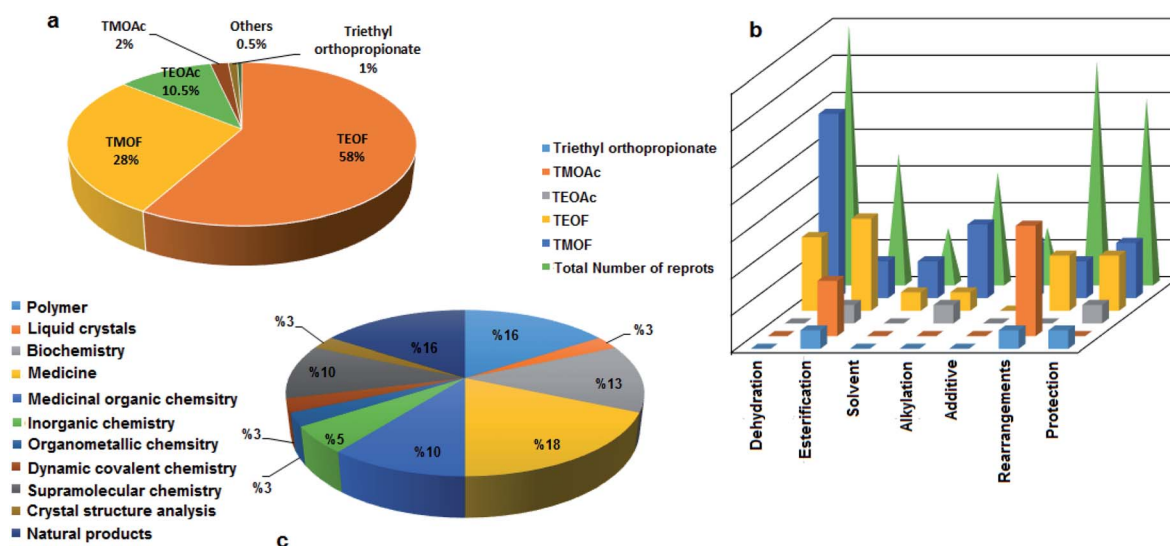 a
TMOAc
2%
Others
0.5%
Triethyl
orthopropionate
1%
TEOAc
10.5%
TMOF
28%
TEOF
58%
b
Triethyl orthopropionate
TMOAc
TEOAc
TEOF
TMOF
Total Number of reprots
Dehydration
Esterification
Solvent
Alkylation
Additive
Rearrangements
Protection
Polymer
Liquid crystals
Biochemistry
Medicine
Medicinal organic chemsitry
Inorganic chemistry
Organometallic chemsitry
Dynamic covalent chemistry
Supramolecular chemistry
Crystal structure analysis
Natural products
%3
%16
%16
%3
%10
%13
%3
%5
%10
%18
%3
c